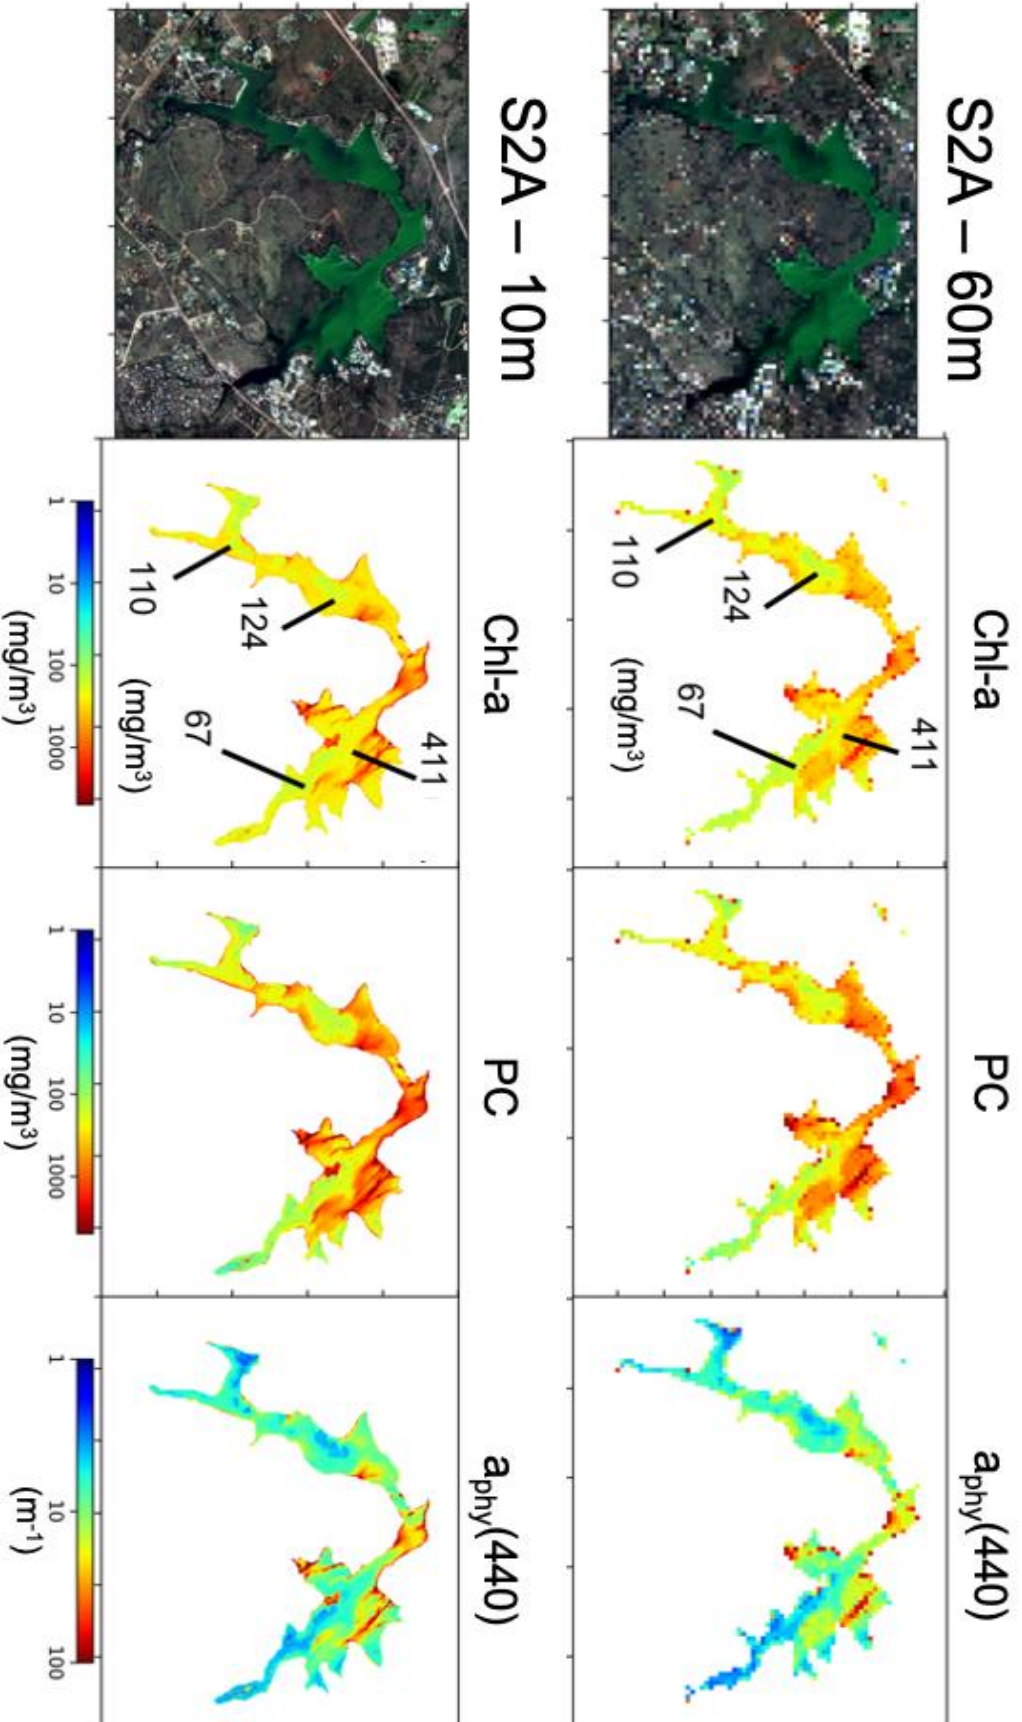 S2A – 60m
Chl-a
PC
aphy(440)
110
124
(mg/m³)
67
411
S2A – 10m
Chl-a
PC
aphy(440)
110
124
(mg/m³)
67
411
1 10 100 1000
(mg/m³)
1 10 100 1000
(mg/m³)
1 10 100
(m⁻¹)